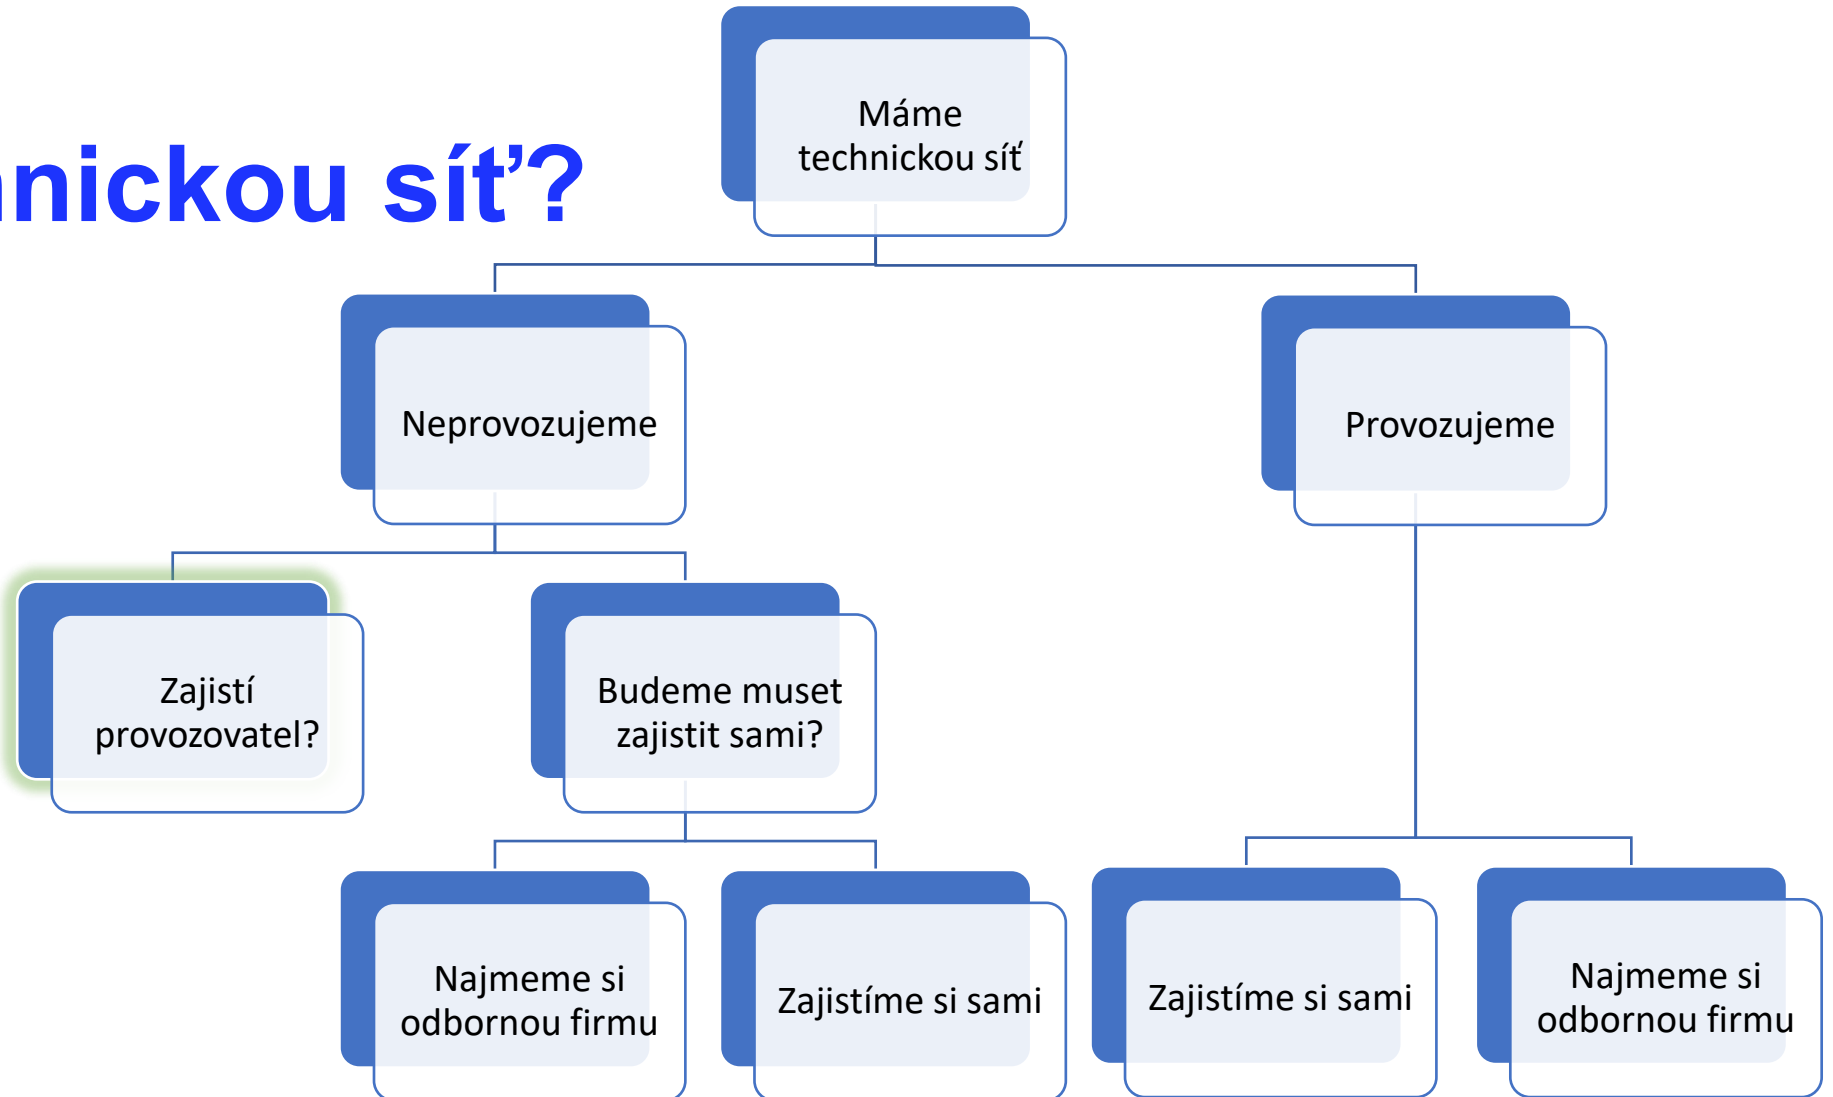 nickou síť?
Máme
technickou síť
Neprovozujeme
Provozujeme
Zajistí
provozovatel?
Budeme muset
zajistit sami?
Najmeme si
odbornou firmu
Zajistíme si sami
Zajistíme si sami
Najmeme si
odbornou firmu